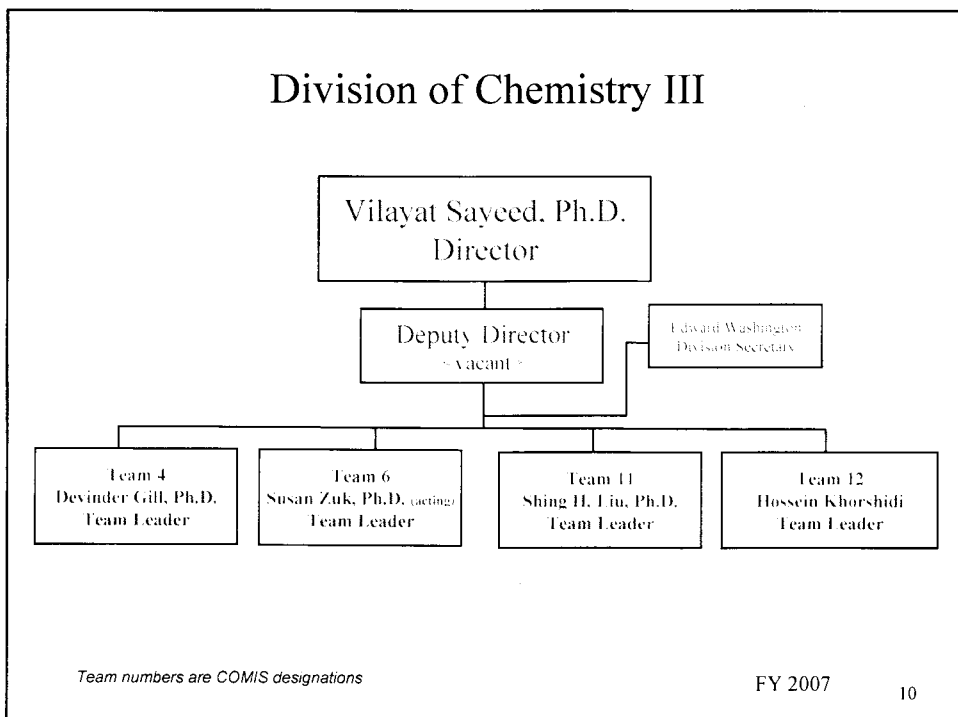 Division of Chemistry III
Vilayat Sayeed, Ph.D.
Director
Deputy Director
~ vacant ~
Edward Washington
Division Secretary
Team 4
Devinder Gill, Ph.D.
Team Leader
Team 6
Susan Zuk, Ph.D. (acting)
Team Leader
Team 11
Shing H. Liu, Ph.D.
Team Leader
Team 12
Hossein Khorshidi
Team Leader
Team numbers are COMIS designations
FY 2007
10